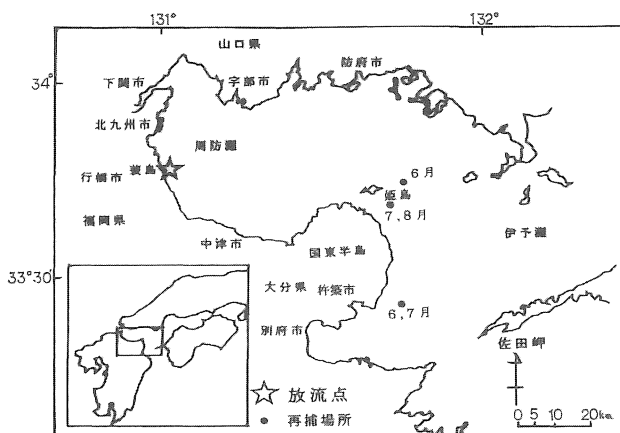 131°
132°
山口県
防府市
34°
下関市
宇部市
北九州市
周防灘
蓑島
行橋市
6月
姫島
7,8月
福岡県
伊予灘
中津市
国東半島
33°30′
大分県
杵築市
6,7月
別府市
佐田岬
放流点
再捕場所
0 5 10 20km